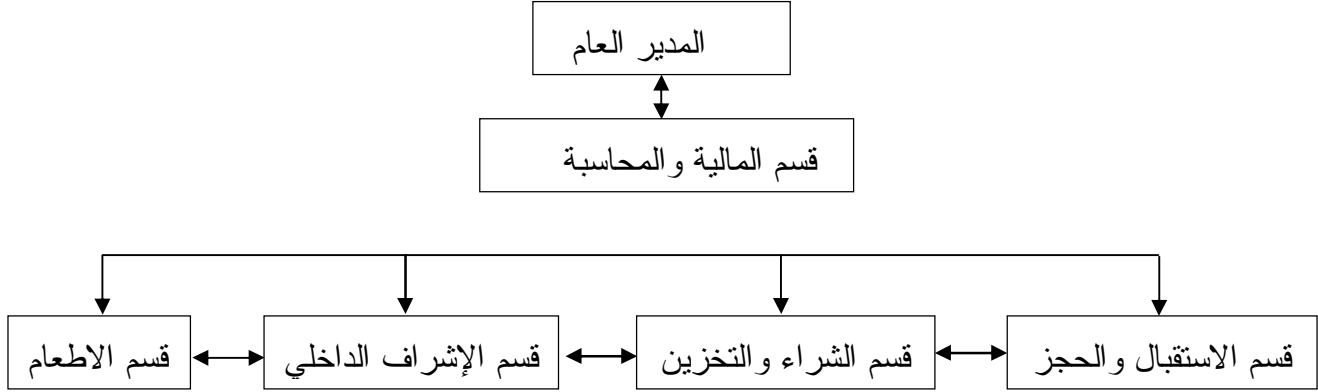 المدير العام
قسم المالية والمحاسبة
قسم الاستقبال والحجز
قسم الشراء والتخزين
قسم الإشراف الداخلي
قسم الاطعام